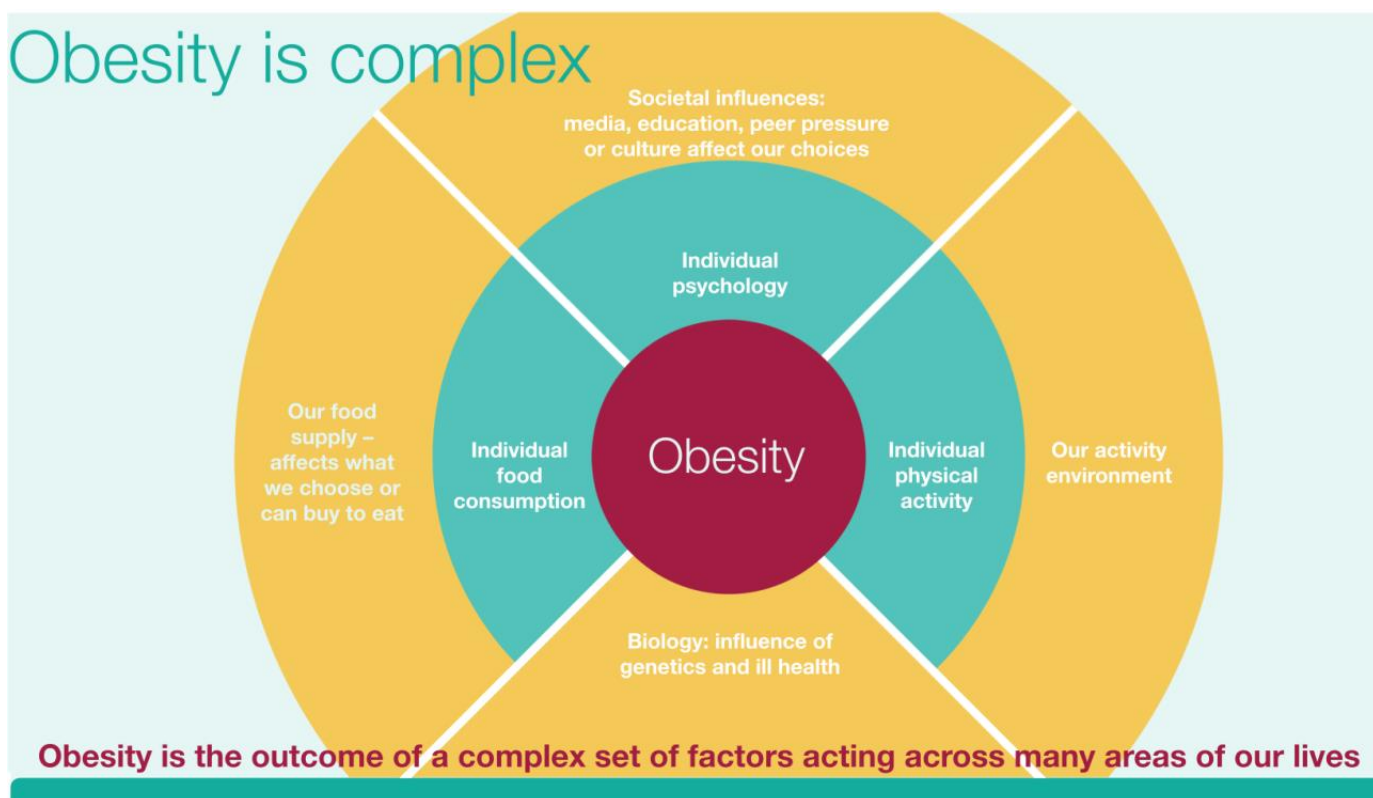 Obesity is complex
Societal influences:
media, education, peer pressure
or culture affect our choices
Individual
psychology
Our food
supply –
affects what
we choose or
can buy to eat
Individual
food
consumption
Obesity
Individual
physical
activity
Our activity
environment
Biology: influence of
genetics and ill health
Obesity is the outcome of a complex set of factors acting across many areas of our lives